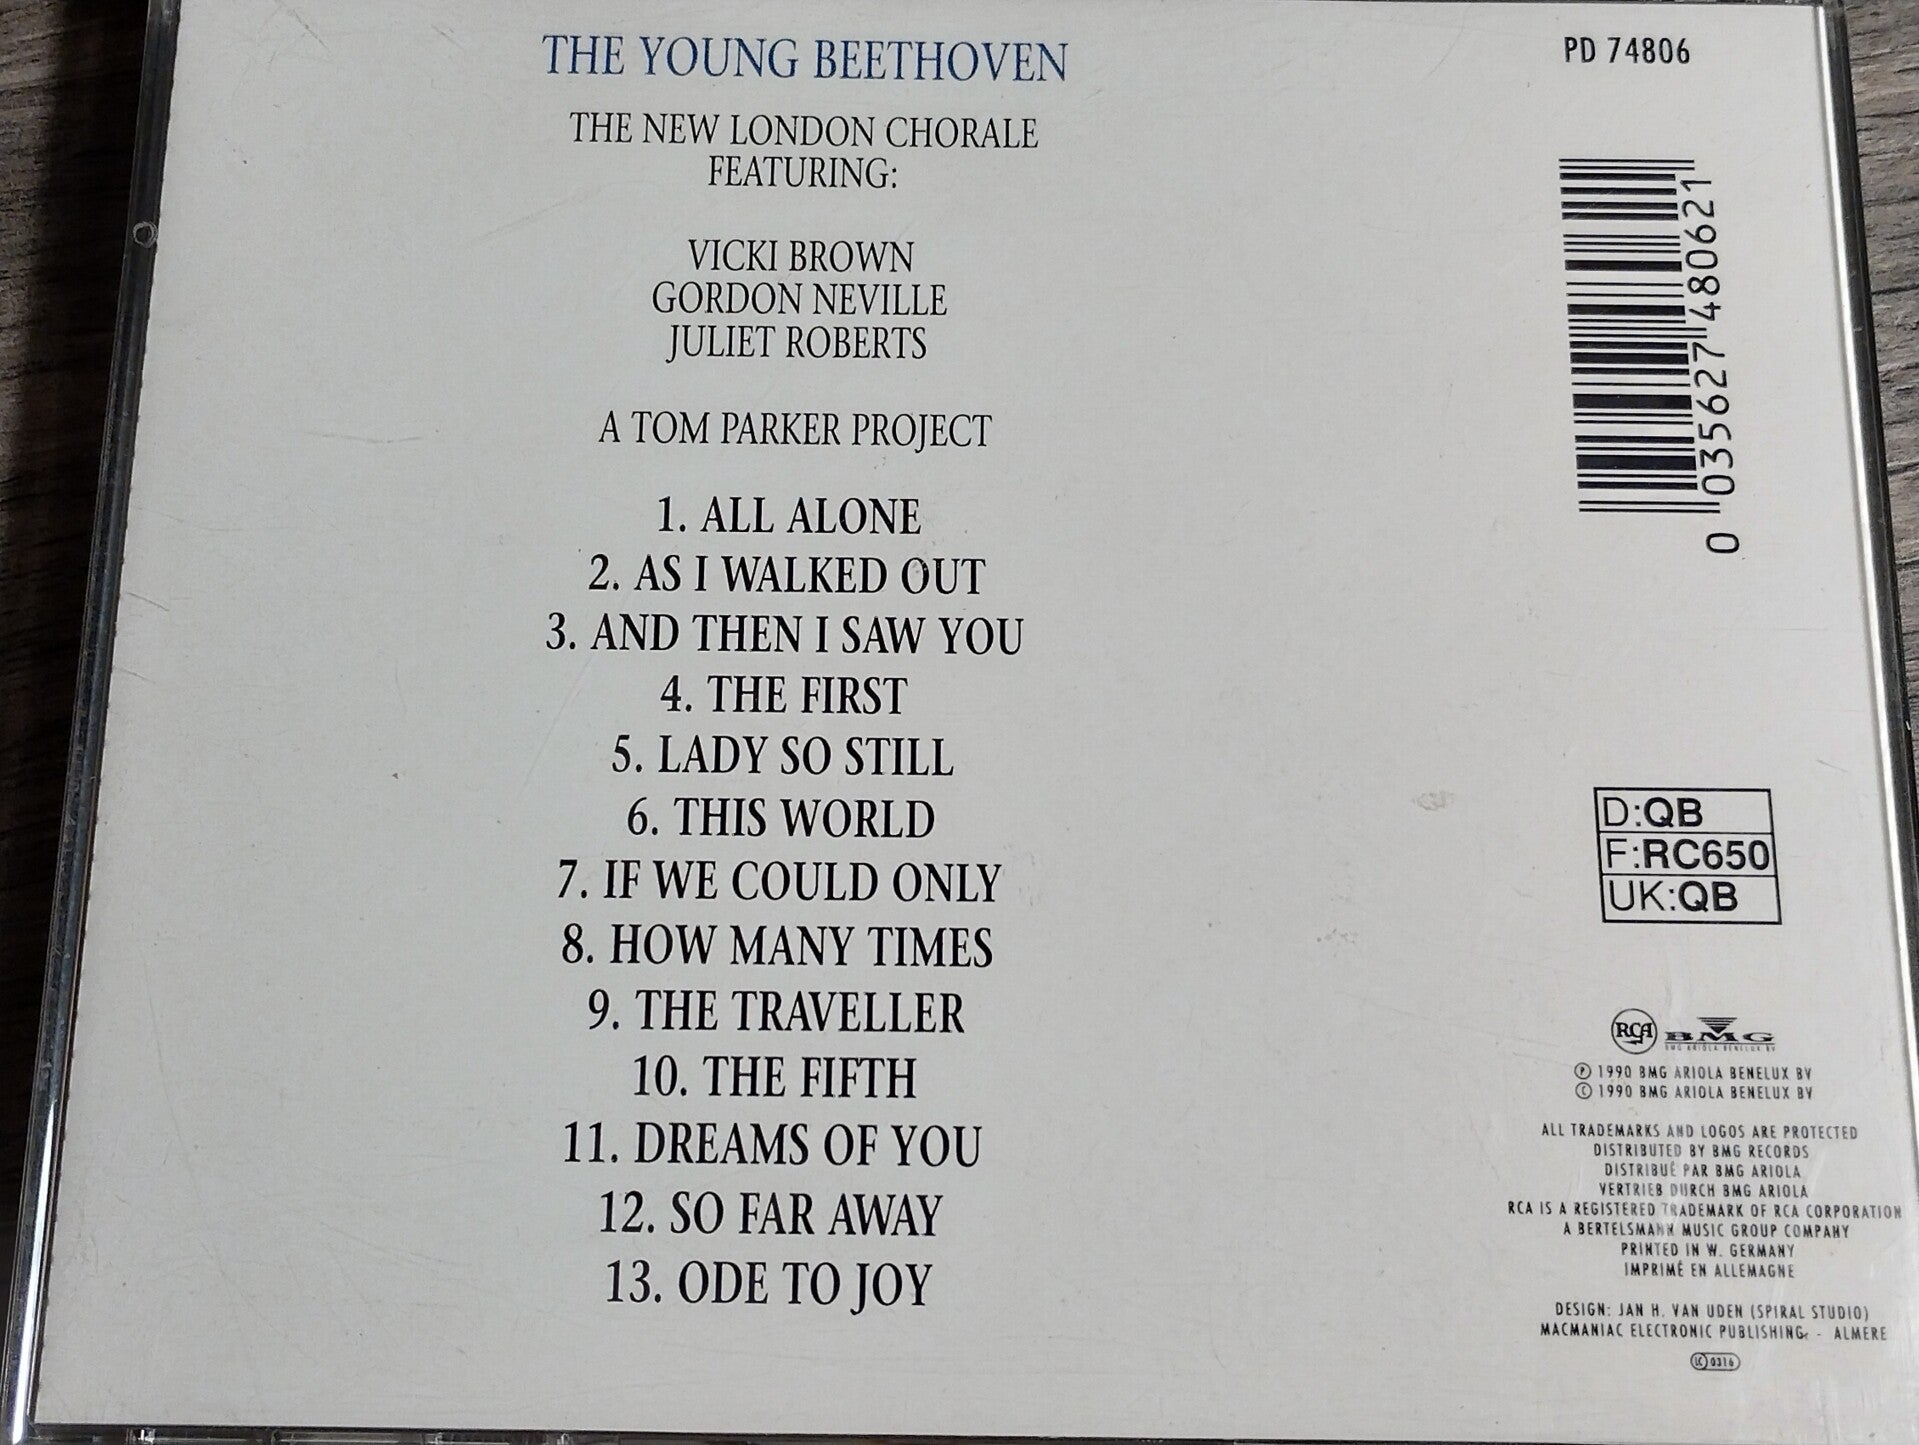 THE YOUNG BEETHOVEN
THE NEW LONDON CHORALE
FEATURING:
VICKI BROWN
GORDON NEVILLE
JULIET ROBERTS
A TOM PARKER PROJECT
1. ALL ALONE
2. AS I WALKED OUT
3. AND THEN I SAW YOU
4. THE FIRST
5. LADY SO STILL
6. THIS WORLD
7. IF WE COULD ONLY
8. HOW MANY TIMES
9. THE TRAVELLER
10. THE FIFTH
11. DREAMS OF YOU
12. SO FAR AWAY
13. ODE TO JOY
PD 74806
0 035627 480621
D:QB
F:RC650
UK:QB
RCA BMG
BMG ARIOLA BENELUX BV
℗ 1990 BMG ARIOLA BENELUX BV
© 1990 BMG ARIOLA BENELUX BV
ALL TRADEMARKS AND LOGOS ARE PROTECTED
DISTRIBUTED BY BMG RECORDS
DISTRIBUÉ PAR BMG ARIOLA
VERTRIEB DURCH BMG ARIOLA
RCA IS A REGISTERED TRADEMARK OF RCA CORPORATION
A BERTELSMANN MUSIC GROUP COMPANY
PRINTED IN W. GERMANY
IMPRIMÉ EN ALLEMAGNE
DESIGN: JAN H. VAN UDEN (SPIRAL STUDIO)
MACMANIAC ELECTRONIC PUBLISHING - ALMERE
LC 0316